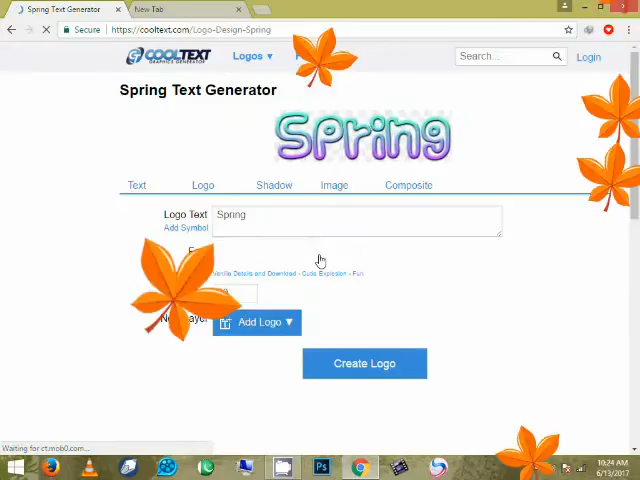 Spring Text Generator
New Tab
Secure
https://cooltext.com/Logo-Design-Spring
COOLTEXT
GRAPHICS GENERATOR
Logos ▼
Search...
Login
Spring Text Generator
Spring
Text
Logo
Shadow
Image
Composite
Logo Text
Spring
Add Symbol
Vanilla Details and Download - Cute Explosion - Fun
Add Logo ▼
Create Logo
Waiting for ct.mob0.com...
Ps
10:24 AM
6/13/2017